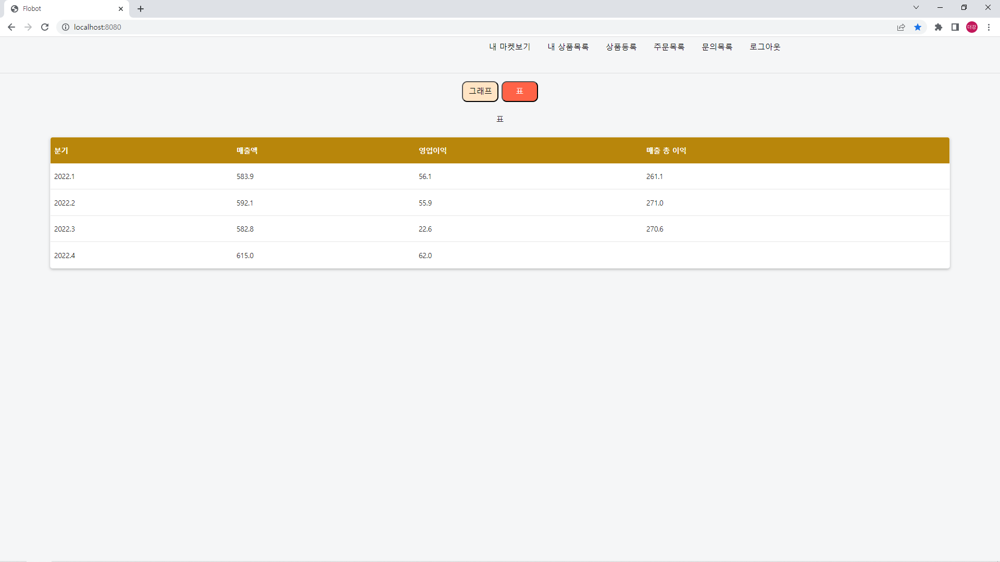 Flobot
localhost:8080
더강
내 마켓보기 내 상품목록 상품등록 주문목록 문의목록 로그아웃
그래프 표
표
분기 매출액 영업이익 매출 총 이익
2022.1 583.9 56.1 261.1
2022.2 592.1 55.9 271.0
2022.3 582.8 22.6 270.6
2022.4 615.0 62.0